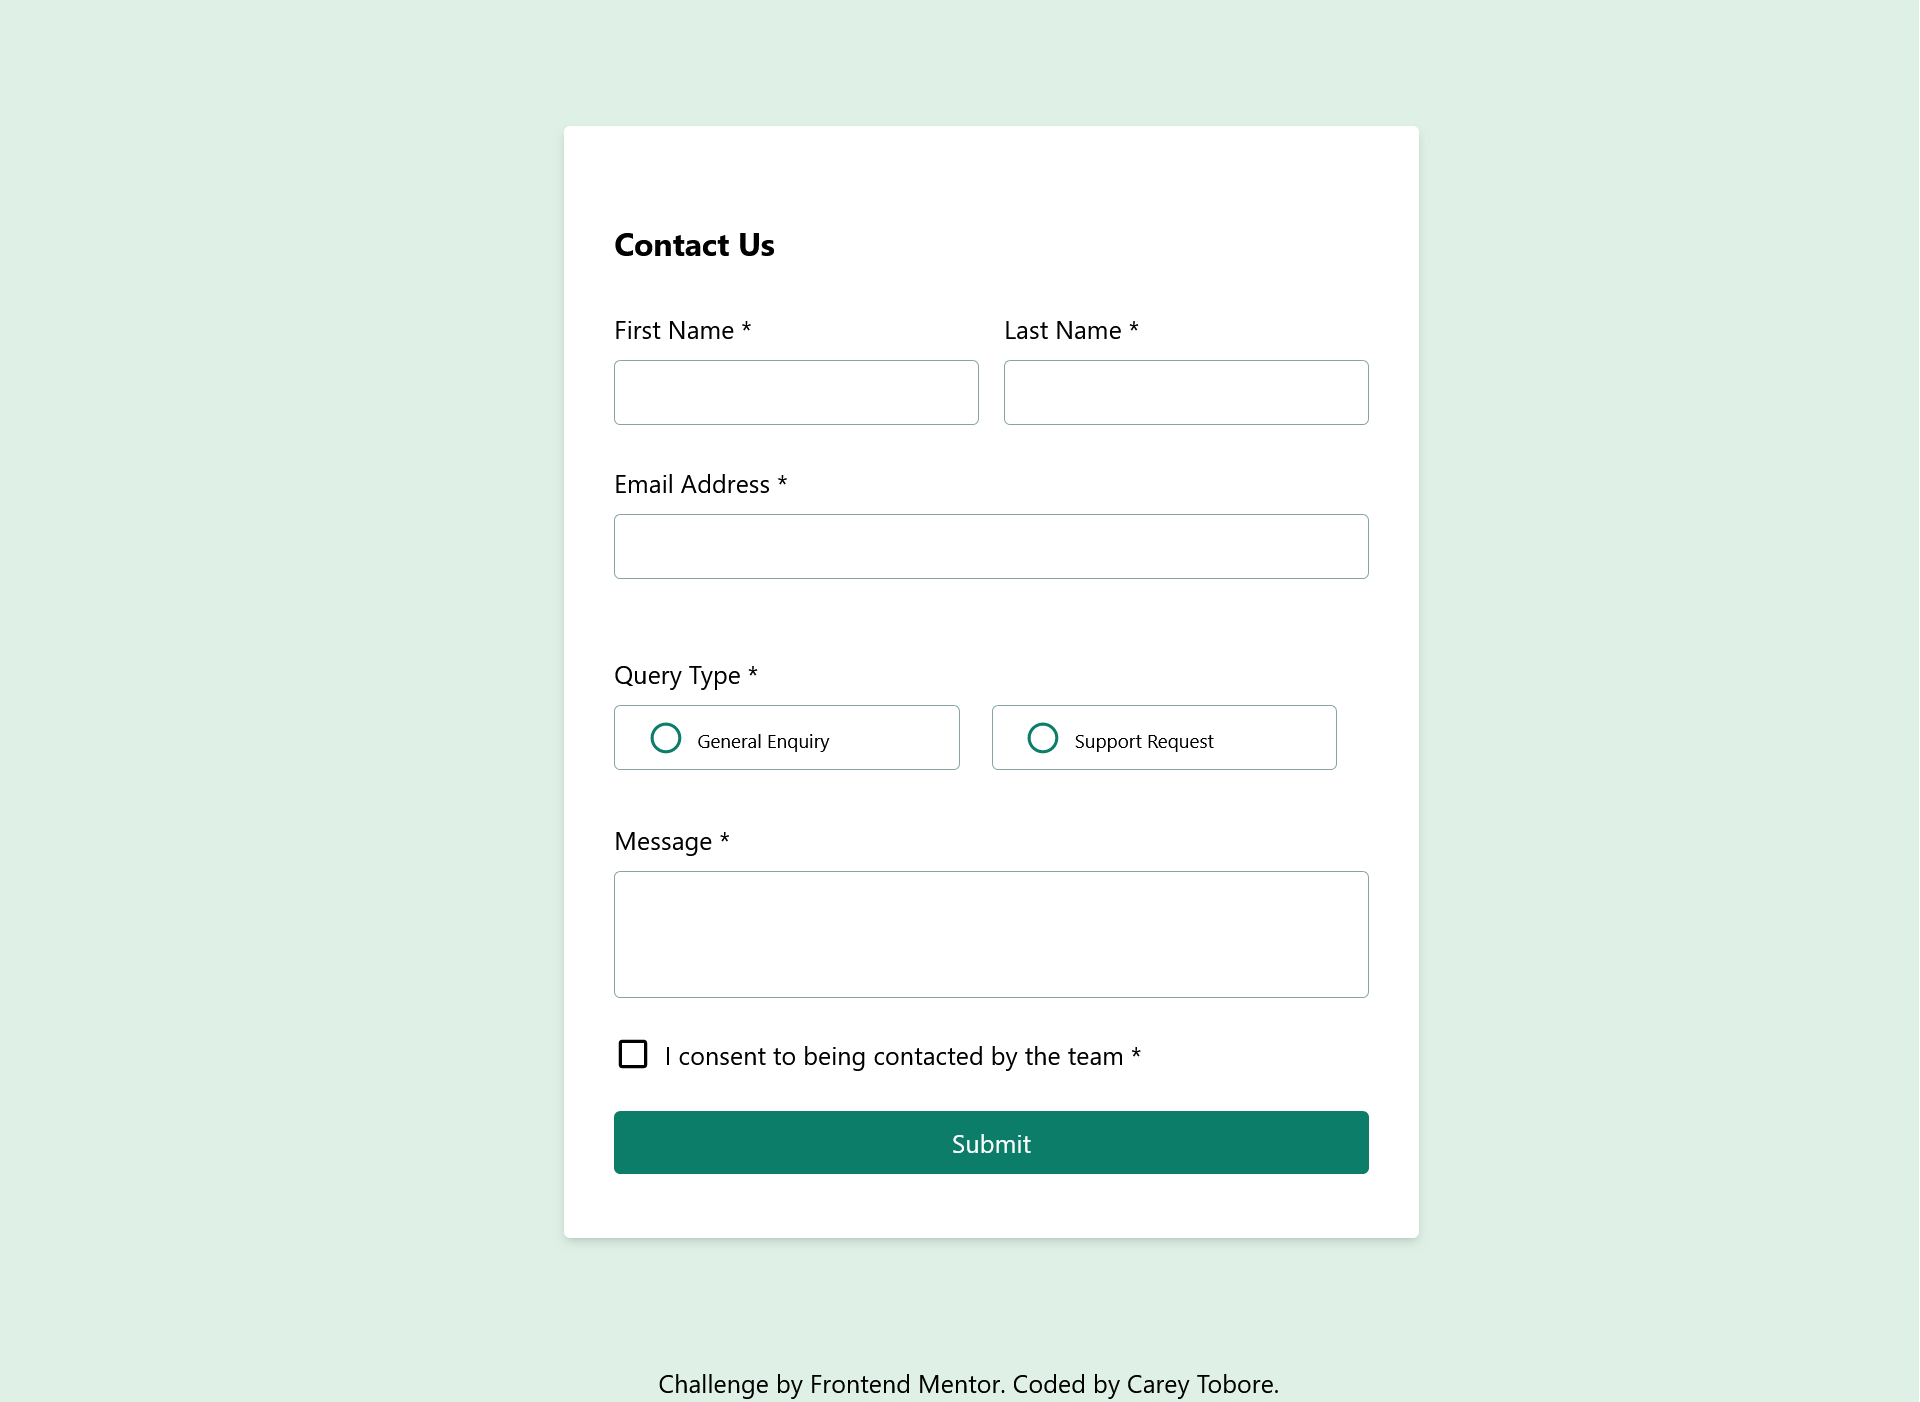 Contact Us
First Name * Last Name *
Email Address *
Query Type *
General Enquiry Support Request
Message *
I consent to being contacted by the team *
Submit
Challenge by Frontend Mentor. Coded by Carey Tobore.